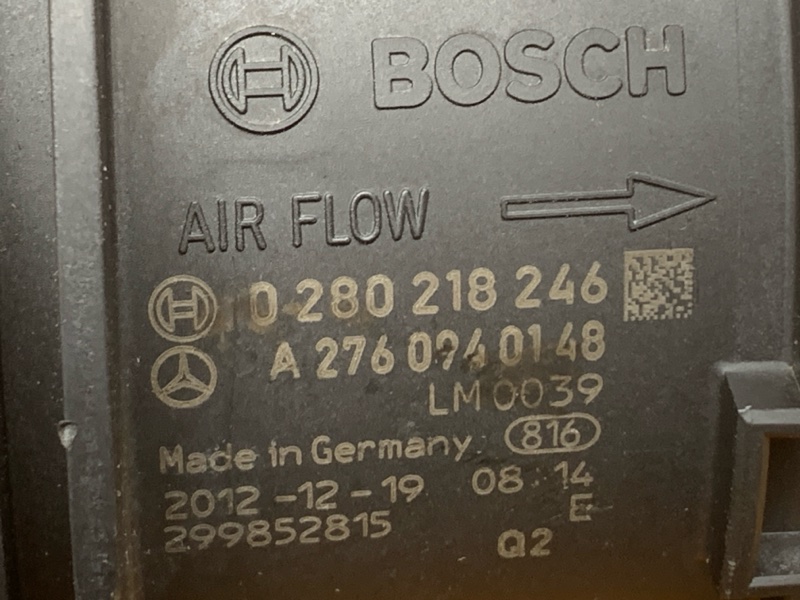 BOSCH
AIR FLOW
0 280 218 246
A 276 094 01 48
LM 0039
Made in Germany 816
2012-12-19 08 14
E
299852815
Q2